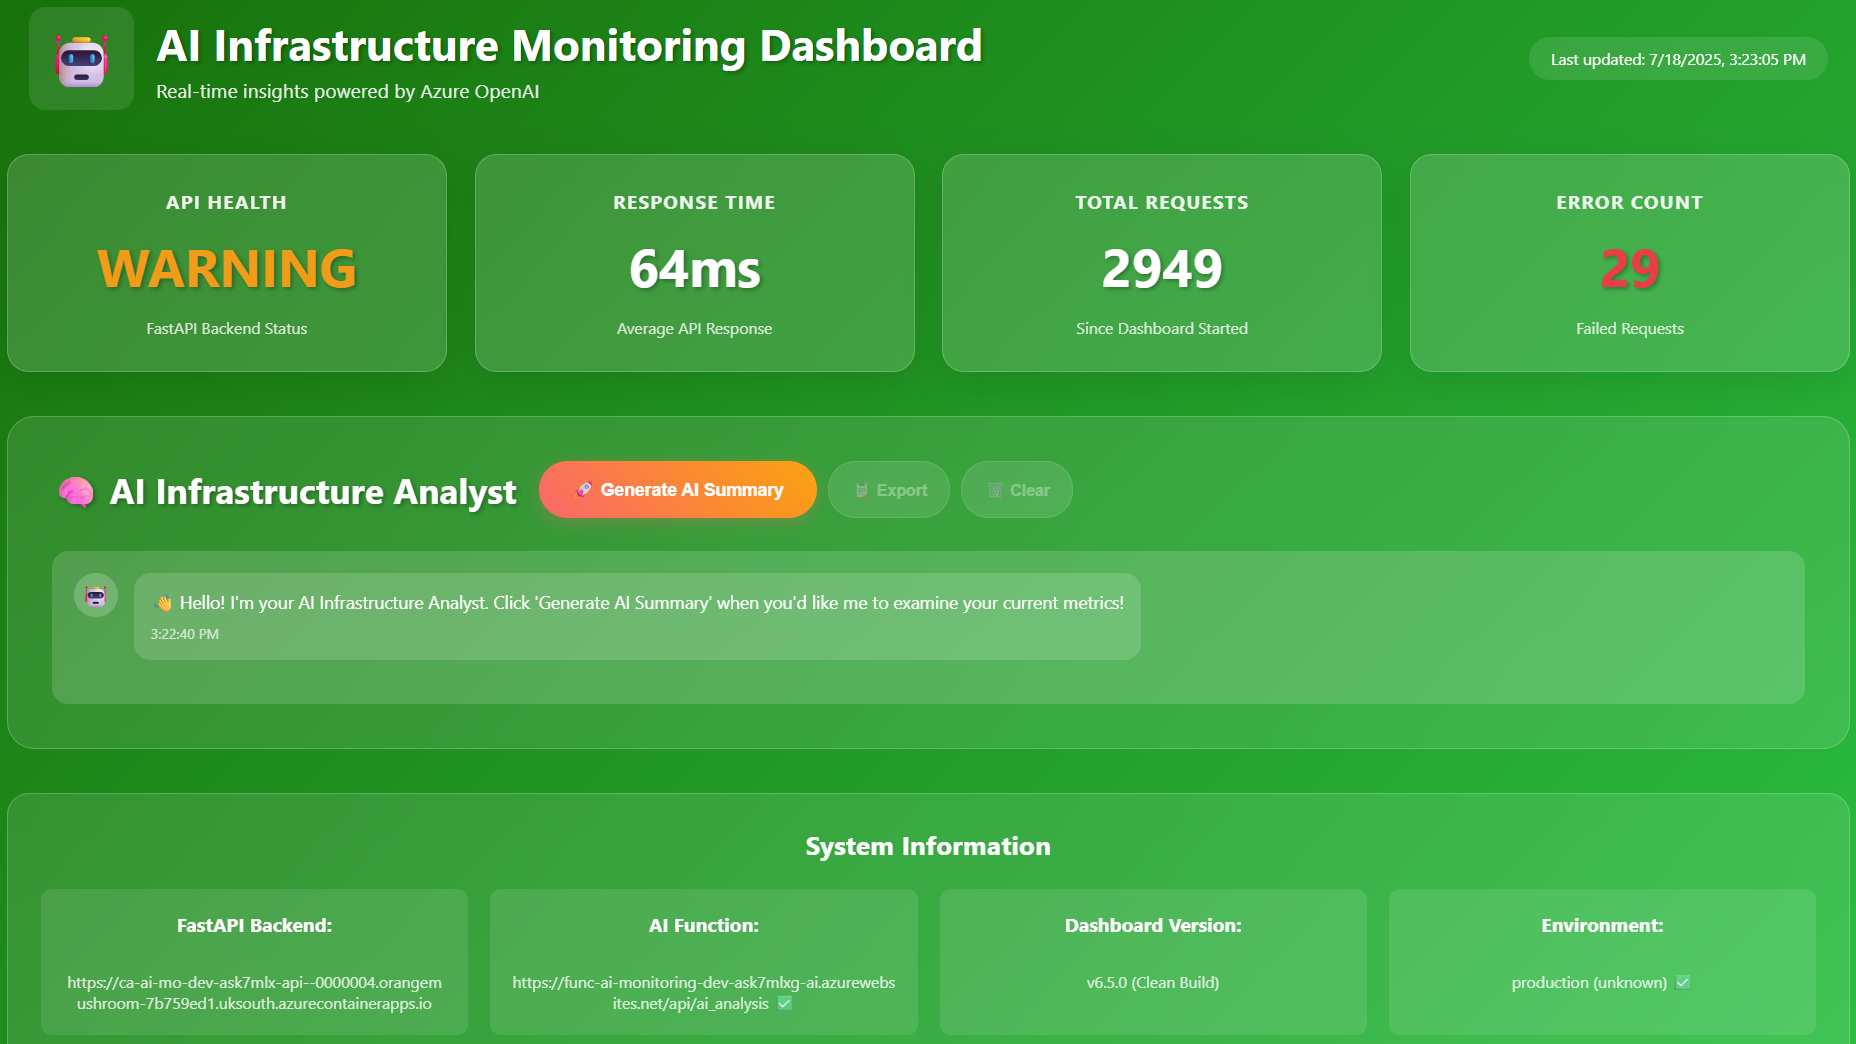 AI Infrastructure Monitoring Dashboard
Real-time insights powered by Azure OpenAI
Last updated: 7/18/2025, 3:23:05 PM
API HEALTH
WARNING
FastAPI Backend Status
RESPONSE TIME
64ms
Average API Response
TOTAL REQUESTS
2949
Since Dashboard Started
ERROR COUNT
29
Failed Requests
🧠 AI Infrastructure Analyst
🚀 Generate AI Summary
Export
Clear
👋 Hello! I'm your AI Infrastructure Analyst. Click 'Generate AI Summary' when you'd like me to examine your current metrics!
3:22:40 PM
System Information
FastAPI Backend:
https://ca-ai-mo-dev-ask7mlx-api--0000004.orangem
ushroom-7b759ed1.uksouth.azurecontainerapps.io
AI Function:
https://func-ai-monitoring-dev-ask7mlxg-ai.azurewebs
ites.net/api/ai_analysis ✅
Dashboard Version:
v6.5.0 (Clean Build)
Environment:
production (unknown) ✅